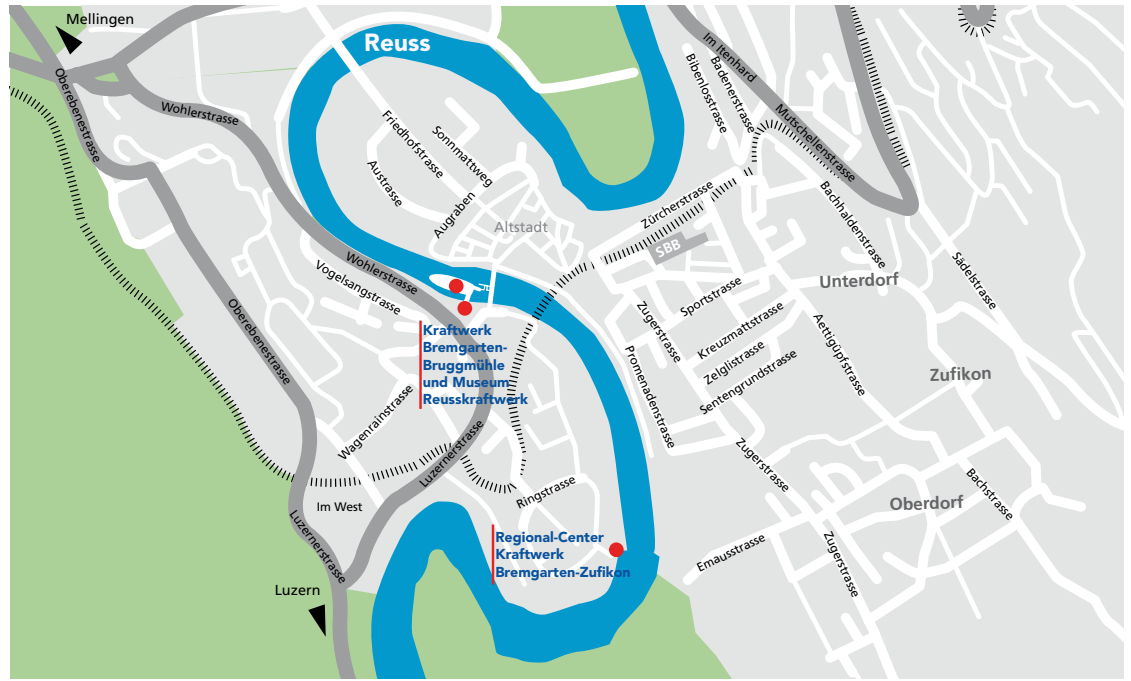 Mellingen
Reuss
Oberebenestrasse
Wohlerstrasse
Friedhofstrasse
Sonnmattweg
Austrasse
Augraben
Altstadt
Im Itenhard
Badenerstrasse
Bibenlosstrasse
Mutschellenstrasse
Zürcherstrasse
SBB
Bachhaldenstrasse
Sädelstrasse
Unterdorf
Wohlerstrasse
Vogelsangstrasse
Oberebenestrasse
Sportstrasse
Zugerstrasse
Kreuzmattstrasse
Zelglistrasse
Sentengrundstrasse
Promenadenstrasse
Aettigüpfstrasse
Zufikon
Kraftwerk
Bremgarten-
Bruggmühle
und Museum
Reusskraftwerk
Wagenrainstrasse
Luzernerstrasse
Zugerstrasse
Ringstrasse
Im West
Oberdorf
Bachstrasse
Luzernerstrasse
Regional-Center
Kraftwerk
Bremgarten-Zufikon
Emausstrasse
Zugerstrasse
Luzern